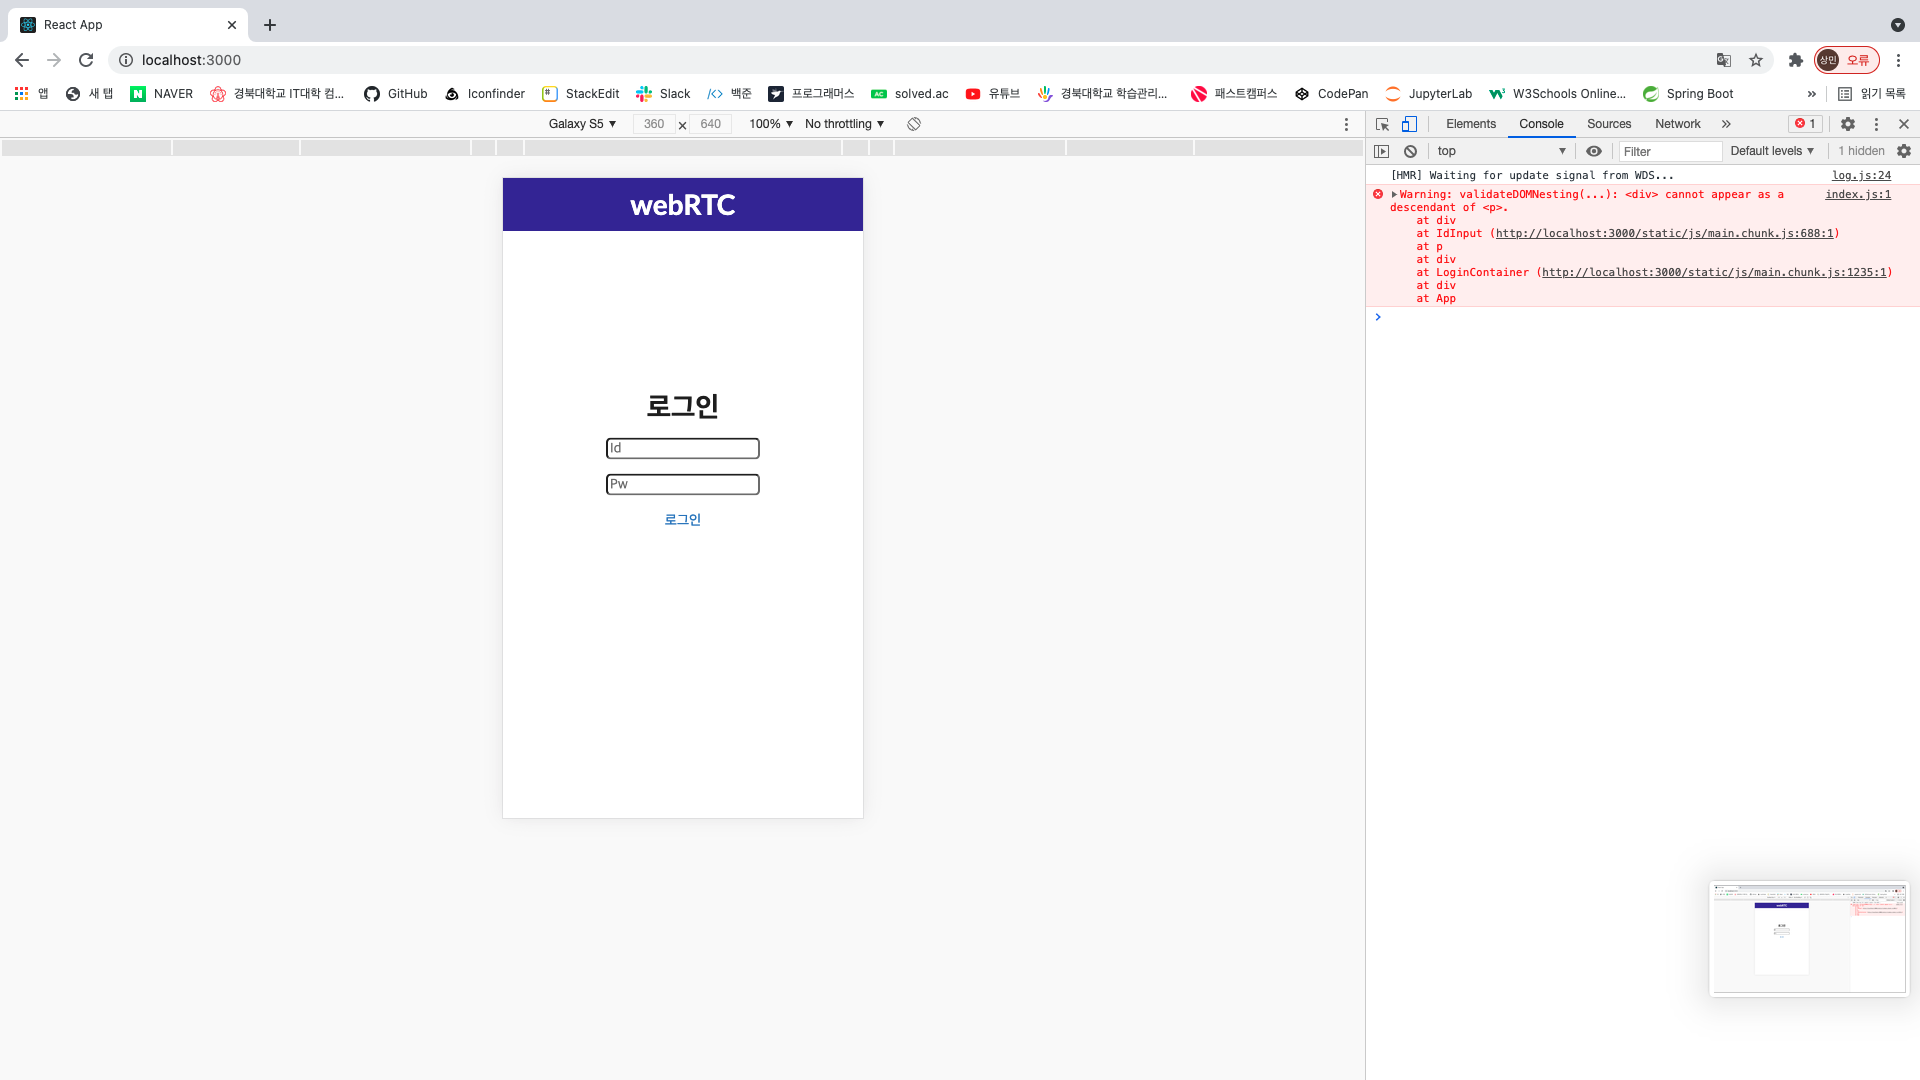 React App
localhost:3000
상민 오류
앱 새 탭 NAVER 경북대학교 IT대학 컴... GitHub Iconfinder StackEdit Slack 백준 프로그래머스 solved.ac 유튜브 경북대학교 학습관리... 패스트캠퍼스 CodePan JupyterLab W3Schools Online... Spring Boot » 읽기 목록
Galaxy S5 ▼ 360 × 640 100% ▼ No throttling ▼
Elements Console Sources Network » 1
top ▼ Filter Default levels ▼ 1 hidden
[HMR] Waiting for update signal from WDS... log.js:24
Warning: validateDOMNesting(...): <div> cannot appear as a index.js:1
descendant of <p>.
at div
at IdInput (http://localhost:3000/static/js/main.chunk.js:688:1)
at p
at div
at LoginContainer (http://localhost:3000/static/js/main.chunk.js:1235:1)
at div
at App
webRTC
로그인
Id
Pw
로그인